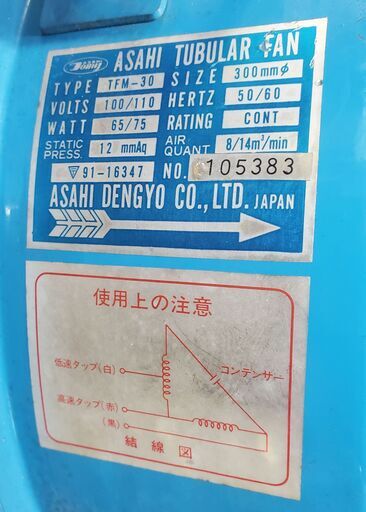 ASAHI TUBULAR FAN
TYPE TFM-30 SIZE 300mmφ
VOLTS 100/110 HERTZ 50/60
WATT 65/75 RATING CONT
STATIC PRESS. 12 mmAq AIR QUANT 8/14m³/min
▽91-16347 NO. 105383
ASAHI DENGYO CO.,LTD. JAPAN
使用上の注意
低速タップ(白)
コンデンサー
高速タップ(赤)
(黒)
結線図